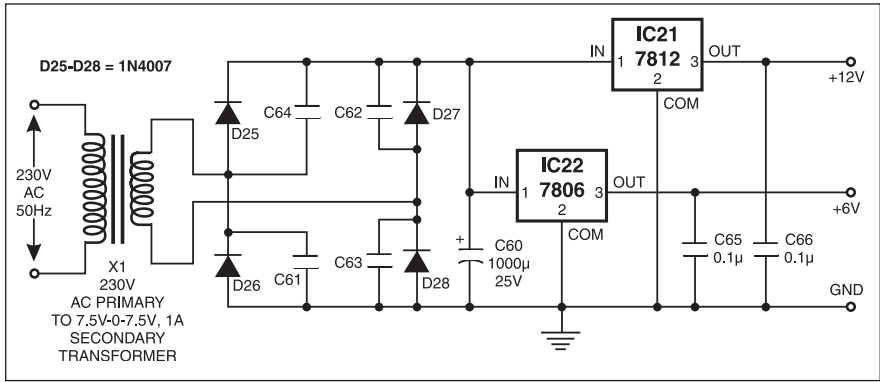 D25-D28 = 1N4007
230V
AC
50Hz
X1
230V
AC PRIMARY
TO 7.5V-0-7.5V, 1A
SECONDARY
TRANSFORMER
D25
C64
C62
D27
D26
C61
C63
D28
IN
1
IC21
7812
2
3
OUT
COM
+12V
IN
1
IC22
7806
2
3
OUT
COM
+6V
+
C60
1000µ
25V
C65
0.1µ
C66
0.1µ
GND